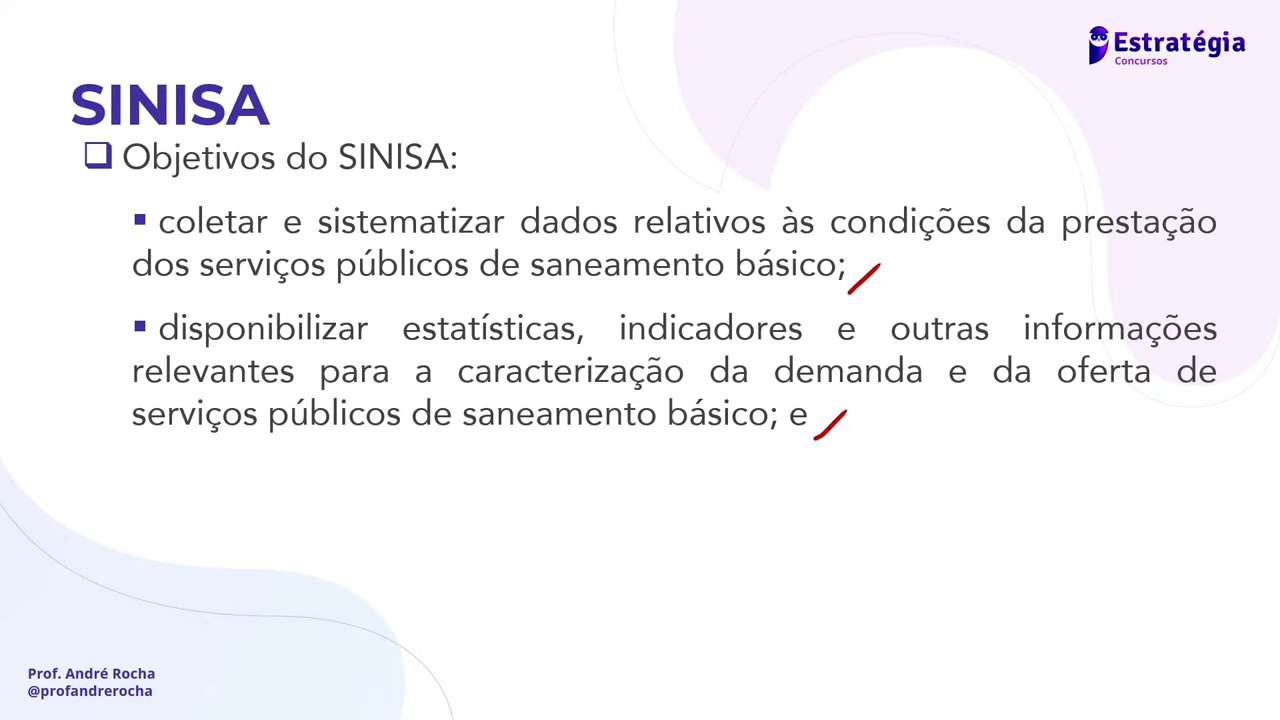 Estratégia
Concursos
SINISA
Objetivos do SINISA:
coletar e sistematizar dados relativos às condições da prestação
dos serviços públicos de saneamento básico;
disponibilizar estatísticas, indicadores e outras informações
relevantes para a caracterização da demanda e da oferta de
serviços públicos de saneamento básico; e
Prof. André Rocha
@profandrerocha